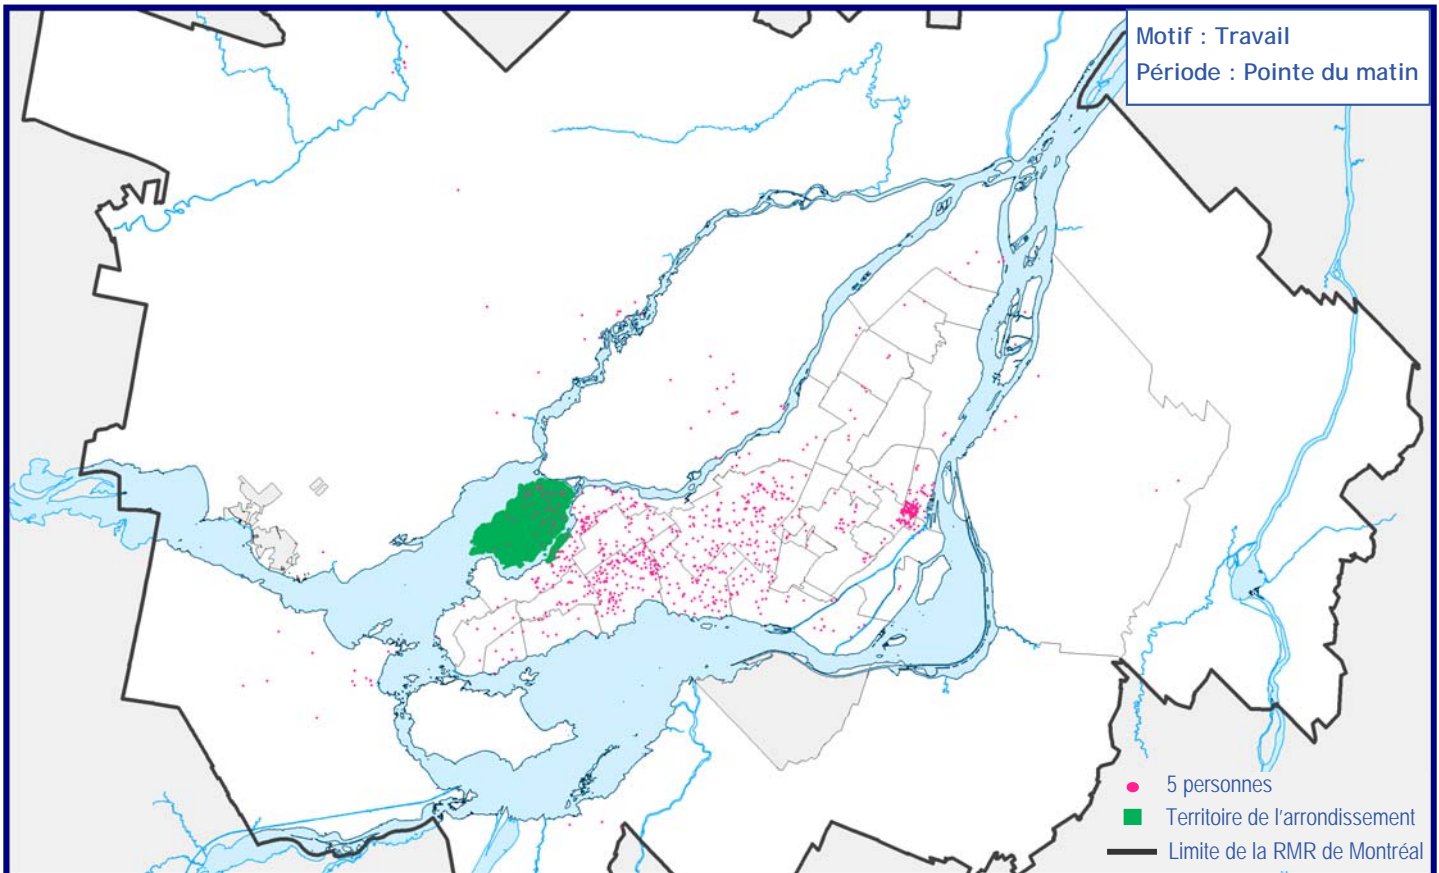 Motif : Travail
Période : Pointe du matin
5 personnes
Territoire de l'arrondissement
Limite de la RMR de Montréal